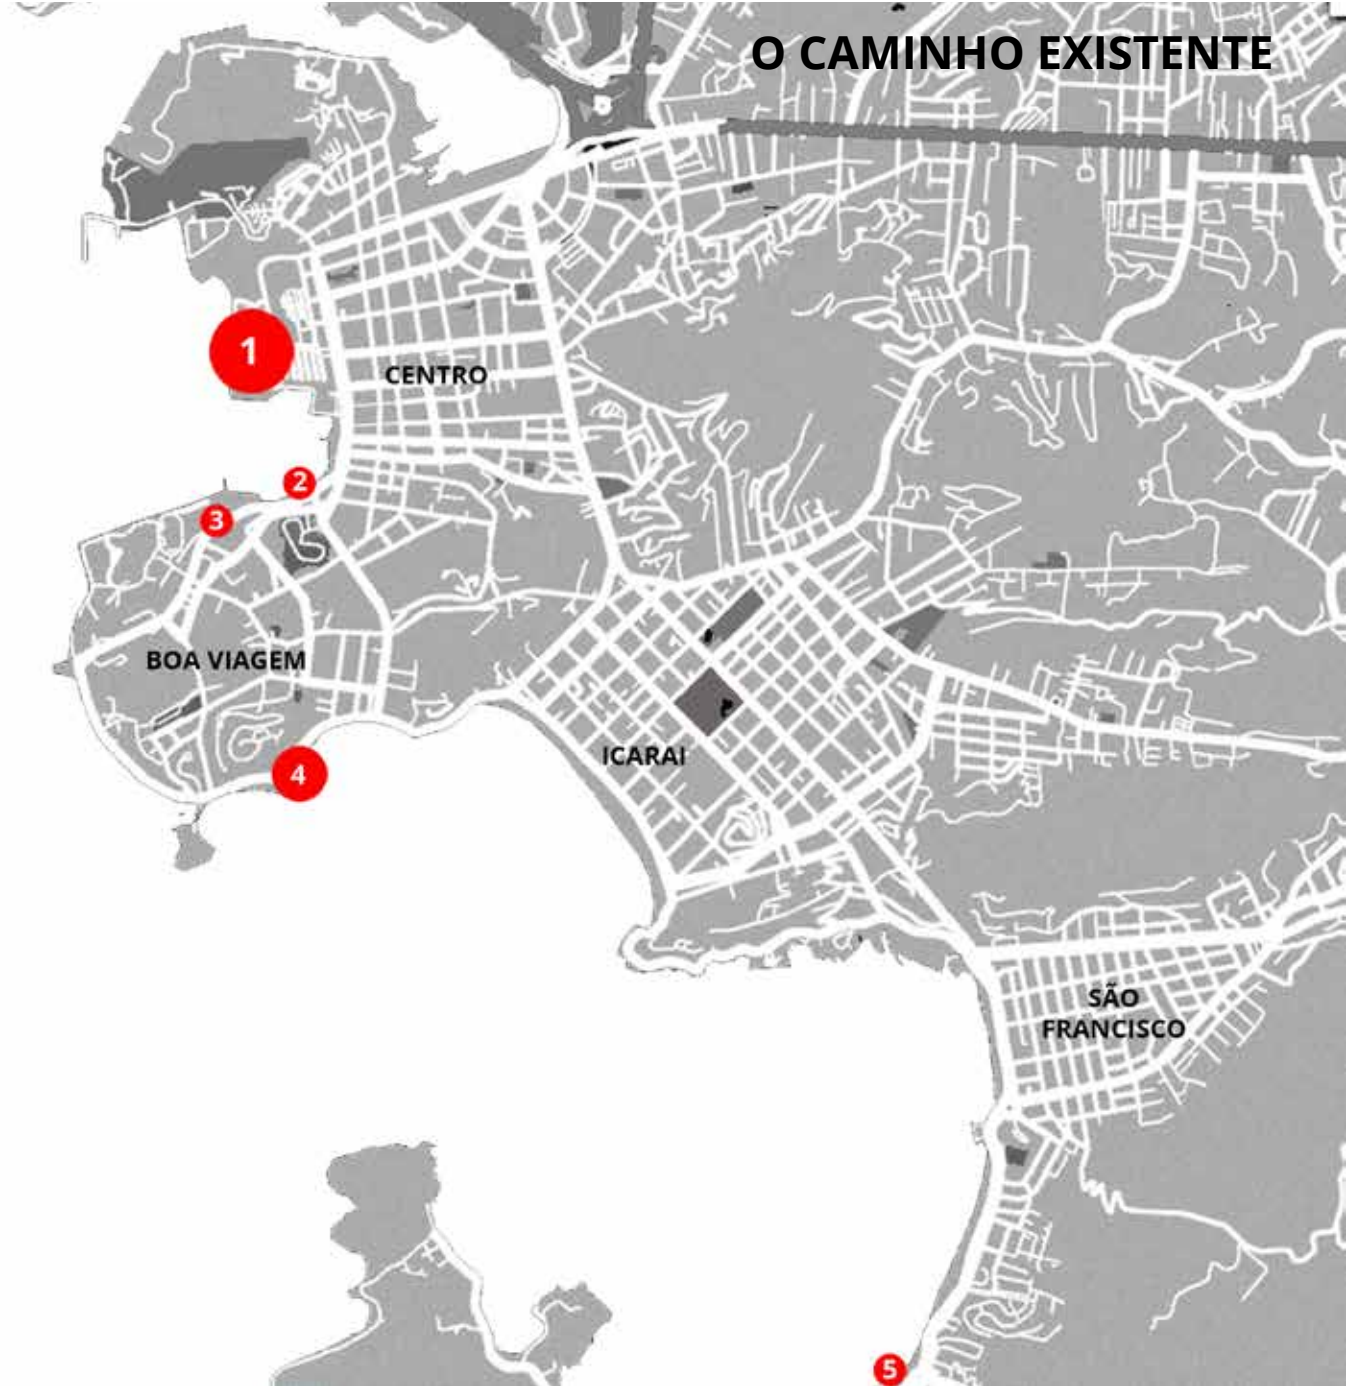 O CAMINHO EXISTENTE
1
CENTRO
2
3
BOA VIAGEM
ICARAI
4
SÃO
FRANCISCO
5